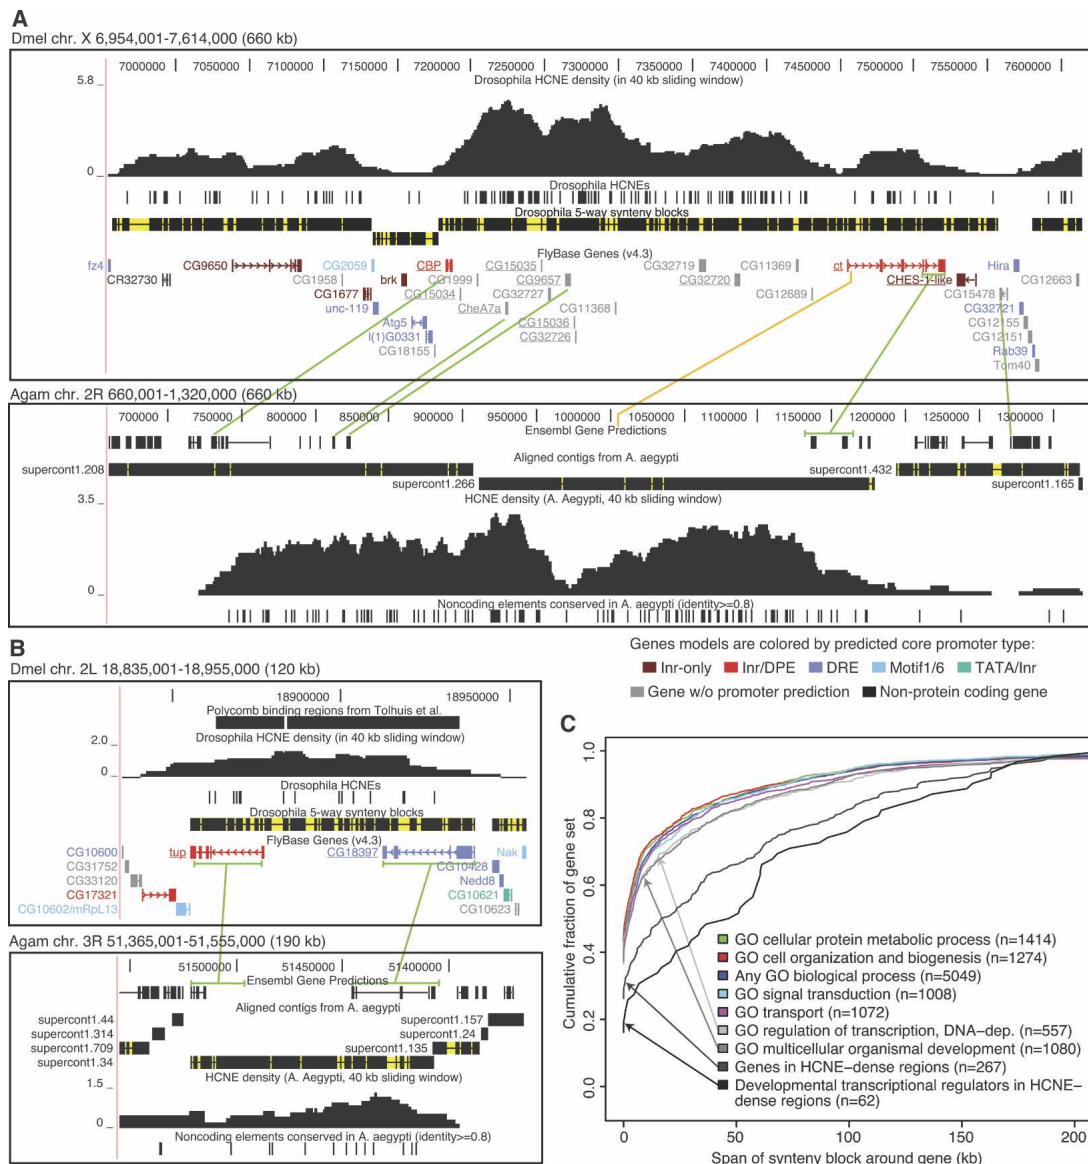 A
Dmel chr. X 6,954,001-7,614,000 (660 kb)
7000000 7050000 7100000 7150000 7200000 7250000 7300000 7350000 7400000 7450000 7500000 7550000 7600000
Drosophila HCNE density (in 40 kb sliding window)
5.8
0
Drosophila HCNEs
Drosophila 5-way synteny blocks
FlyBase Genes (v4.3)
fz4 CG9650 CG2059 CBP CG15035 CG32719 CG11369 ct Hira
CR32730 CG1958 brk CG1999 CG9657 CG32720 CHES-1-like CG12663
CG1677 CG15034 CG32727 CG12689 CG15478
unc-119 CheA7a CG11368 CG32721
Atg5 CG15036 CG12155
l(1)G0331 CG32726 CG12151
CG18155 Rab39
Tom40
Agam chr. 2R 660,001-1,320,000 (660 kb)
700000 750000 800000 850000 900000 950000 1000000 1050000 1100000 1150000 1200000 1250000 1300000
Ensembl Gene Predictions
Aligned contigs from A. aegypti
supercont1.208 supercont1.432
supercont1.266 supercont1.165
HCNE density (A. Aegypti, 40 kb sliding window)
3.5
0
Noncoding elements conserved in A. aegypti (identity>=0.8)
Genes models are colored by predicted core promoter type:
Inr-only Inr/DPE DRE Motif1/6 TATA/Inr
Gene w/o promoter prediction Non-protein coding gene
B
Dmel chr. 2L 18,835,001-18,955,000 (120 kb)
18900000 18950000
Polycomb binding regions from Tolhuis et al.
Drosophila HCNE density (in 40 kb sliding window)
2.0
0
Drosophila HCNEs
Drosophila 5-way synteny blocks
FlyBase Genes (v4.3)
CG10600 tup CG18397 Nak
CG31752 CG10428
CG33120 Nedd8
CG17321 CG10621
CG10602/mRpL13 CG10623
Agam chr. 3R 51,365,001-51,555,000 (190 kb)
51500000 51450000 51400000
Ensembl Gene Predictions
Aligned contigs from A. aegypti
supercont1.44 supercont1.157
supercont1.314 supercont1.24
supercont1.709 supercont1.135
supercont1.34
HCNE density (A. Aegypti, 40 kb sliding window)
1.5
0
Noncoding elements conserved in A. aegypti (identity>=0.8)
C
Cumulative fraction of gene set
1.0
0.8
0.6
0.4
0.2
0.0
GO cellular protein metabolic process (n=1414)
GO cell organization and biogenesis (n=1274)
Any GO biological process (n=5049)
GO signal transduction (n=1008)
GO transport (n=1072)
GO regulation of transcription, DNA-dep. (n=557)
GO multicellular organismal development (n=1080)
Genes in HCNE-dense regions (n=267)
Developmental transcriptional regulators in HCNE-
dense regions (n=62)
0 50 100 150 200
Span of synteny block around gene (kb)